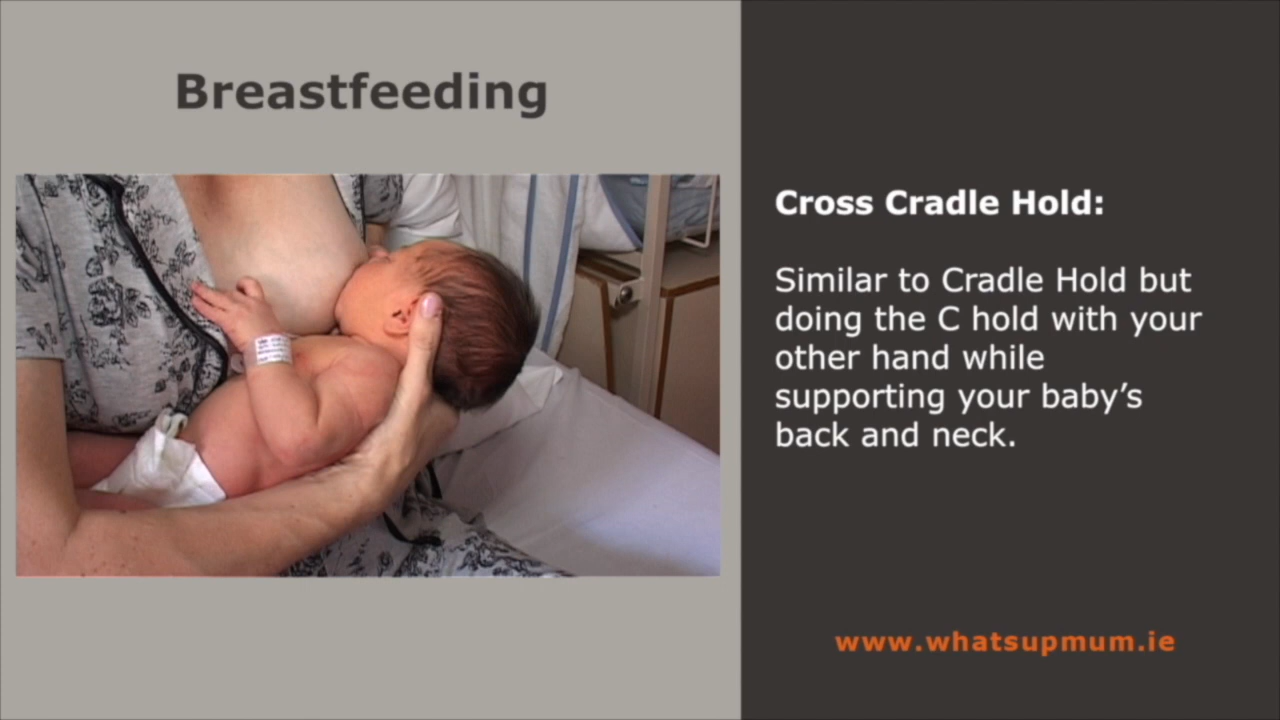 Breastfeeding
Cross Cradle Hold:
Similar to Cradle Hold but
doing the C hold with your
other hand while
supporting your baby’s
back and neck.
www.whatsupmum.ie